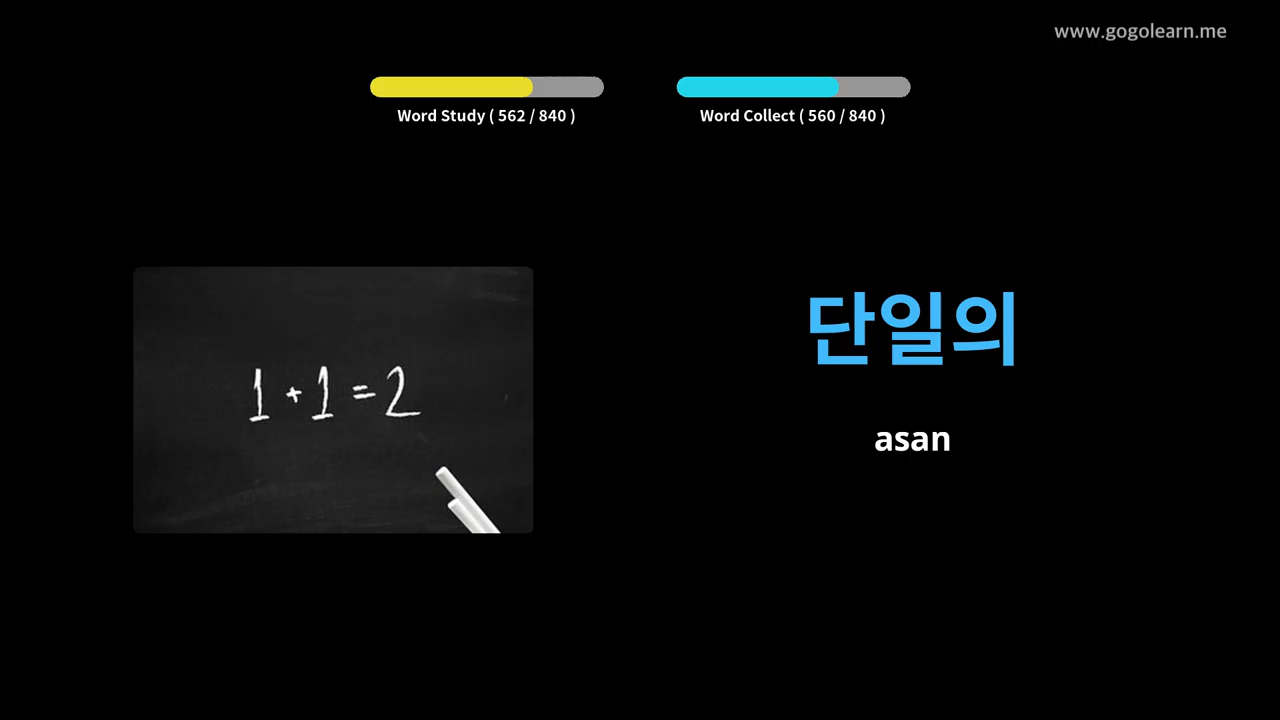 www.gogolearn.me
Word Study ( 562 / 840 )
Word Collect ( 560 / 840 )
1 + 1 = 2
단일의
asan